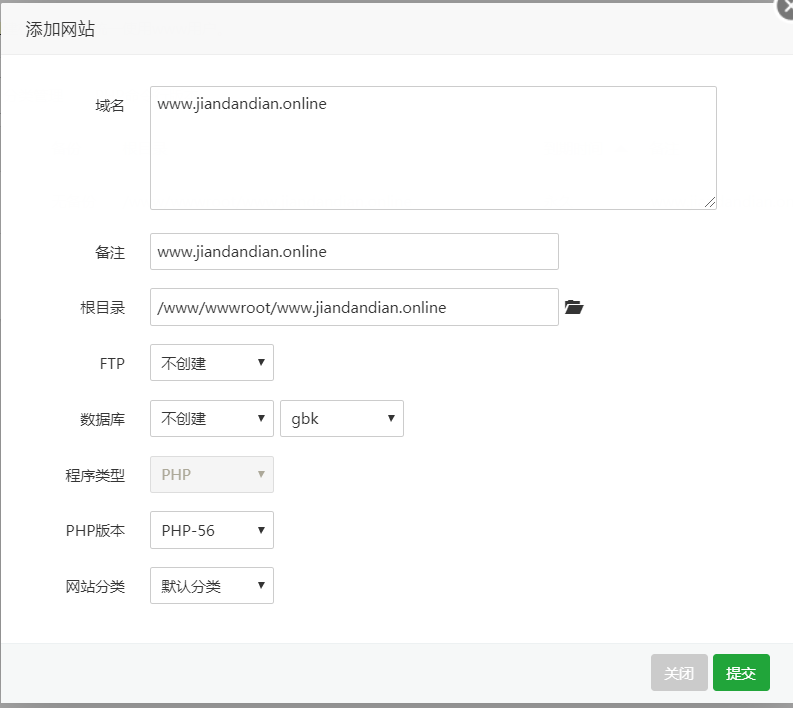 添加网站
域名 www.jiandandian.online
备注 www.jiandandian.online
根目录 /www/wwwroot/www.jiandandian.online
FTP 不创建
数据库 不创建 gbk
程序类型 PHP
PHP版本 PHP-56
网站分类 默认分类
关闭 提交